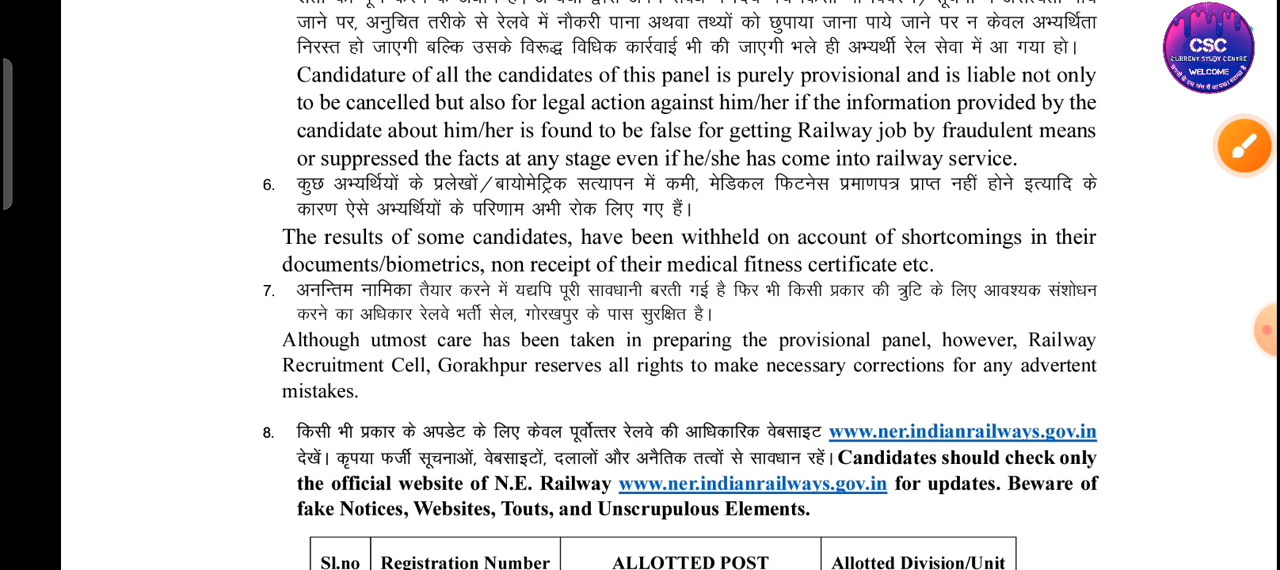 जाने पर, अनुचित तरीके से रेलवे में नौकरी पाना अथवा तथ्यों को छुपाया जाना पाये जाने पर न केवल अभ्यर्थिता
निरस्त हो जाएगी बल्कि उसके विरूद्ध विधिक कार्रवाई भी की जाएगी भले ही अभ्यर्थी रेल सेवा में आ गया हो।
Candidature of all the candidates of this panel is purely provisional and is liable not only
to be cancelled but also for legal action against him/her if the information provided by the
candidate about him/her is found to be false for getting Railway job by fraudulent means
or suppressed the facts at any stage even if he/she has come into railway service.
6. कुछ अभ्यर्थियों के प्रलेखों/बायोमेट्रिक सत्यापन में कमी, मेडिकल फिटनेस प्रमाणपत्र प्राप्त नहीं होने इत्यादि के
कारण ऐसे अभ्यर्थियों के परिणाम अभी रोक लिए गए हैं।
The results of some candidates, have been withheld on account of shortcomings in their
documents/biometrics, non receipt of their medical fitness certificate etc.
7. अनन्तिम नामिका तैयार करने में यद्यपि पूरी सावधानी बरती गई है फिर भी किसी प्रकार की त्रुटि के लिए आवश्यक संशोधन
करने का अधिकार रेलवे भर्ती सेल, गोरखपुर के पास सुरक्षित है।
Although utmost care has been taken in preparing the provisional panel, however, Railway
Recruitment Cell, Gorakhpur reserves all rights to make necessary corrections for any advertent
mistakes.
8. किसी भी प्रकार के अपडेट के लिए केवल पूर्वोत्तर रेलवे की आधिकारिक वेबसाइट www.ner.indianrailways.gov.in
देखें। कृपया फर्जी सूचनाओं, वेबसाइटों, दलालों और अनैतिक तत्वों से सावधान रहें। Candidates should check only
the official website of N.E. Railway www.ner.indianrailways.gov.in for updates. Beware of
fake Notices, Websites, Touts, and Unscrupulous Elements.
Sl.no Registration Number ALLOTTED POST Allotted Division/Unit
CSC
CURRENT STUDY CENTRE
WELCOME